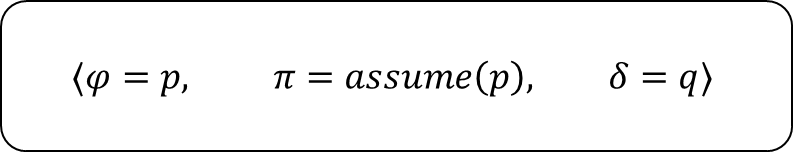 ⟨φ = p, π = assume(p), δ = q⟩